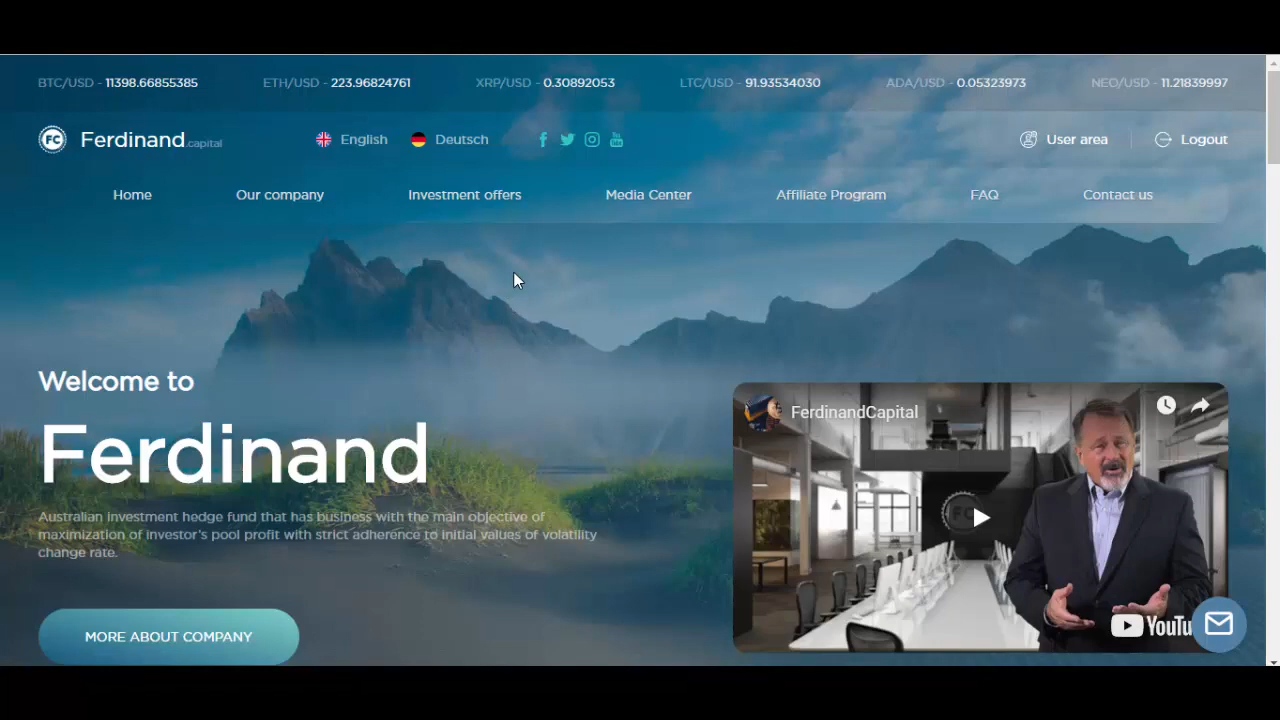 BTC/USD - 11398.66855385 ETH/USD - 223.96824761 XRP/USD - 0.30892053 LTC/USD - 91.93534030 ADA/USD - 0.05323973 NEO/USD - 11.21839997
FC Ferdinand.capital English Deutsch User area Logout
Home Our company Investment offers Media Center Affiliate Program FAQ Contact us
Welcome to
Ferdinand
Australian investment hedge fund that has business with the main objective of
maximization of investor's pool profit with strict adherence to initial values of volatility
change rate.
MORE ABOUT COMPANY
FerdinandCapital
FC
YouTu